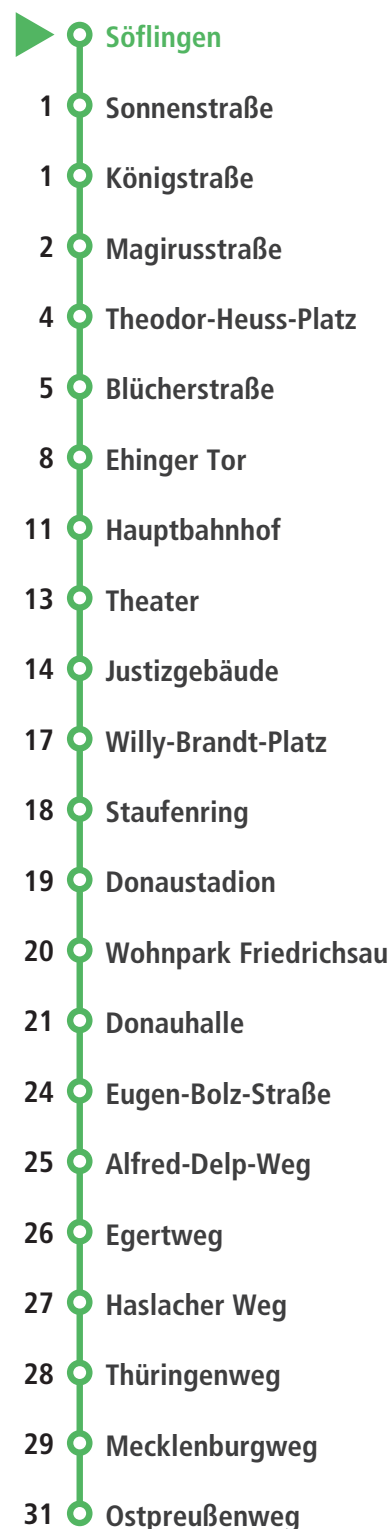 Söflingen
1 Sonnenstraße
1 Königstraße
2 Magirusstraße
4 Theodor-Heuss-Platz
5 Blücherstraße
8 Ehinger Tor
11 Hauptbahnhof
13 Theater
14 Justizgebäude
17 Willy-Brandt-Platz
18 Staufenring
19 Donaustadion
20 Wohnpark Friedrichsau
21 Donauhalle
24 Eugen-Bolz-Straße
25 Alfred-Delp-Weg
26 Egertweg
27 Haslacher Weg
28 Thüringenweg
29 Mecklenburgweg
31 Ostpreußenweg